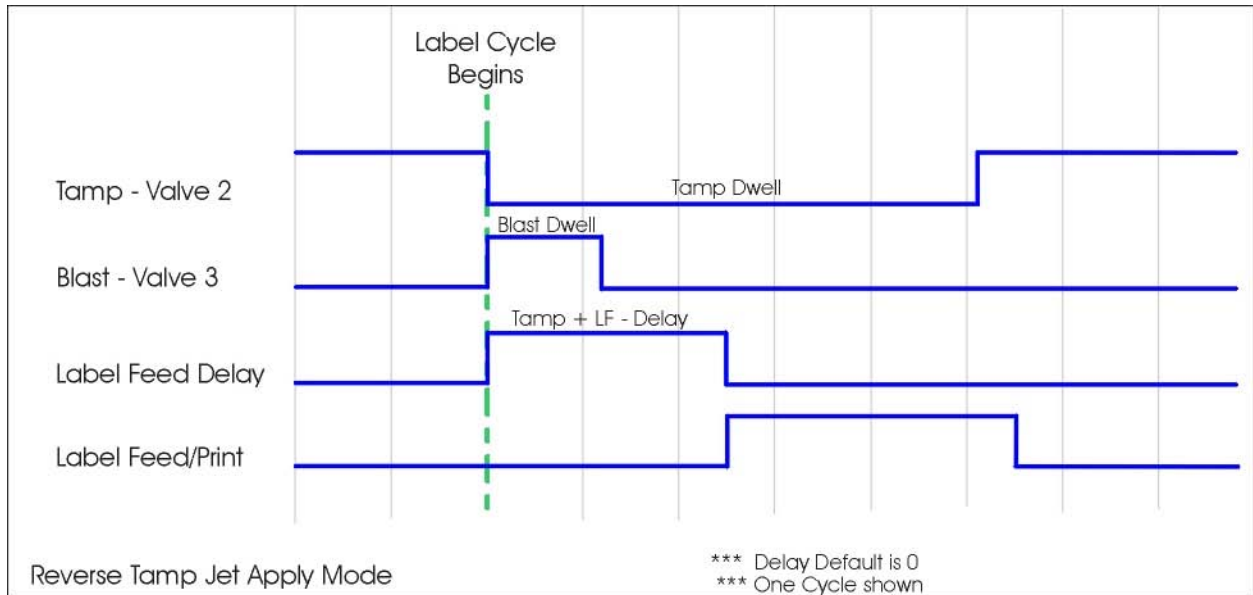 Label Cycle
Begins
Tamp - Valve 2
Tamp Dwell
Blast Dwell
Blast - Valve 3
Tamp + LF - Delay
Label Feed Delay
Label Feed/Print
Reverse Tamp Jet Apply Mode
*** Delay Default is 0
*** One Cycle shown